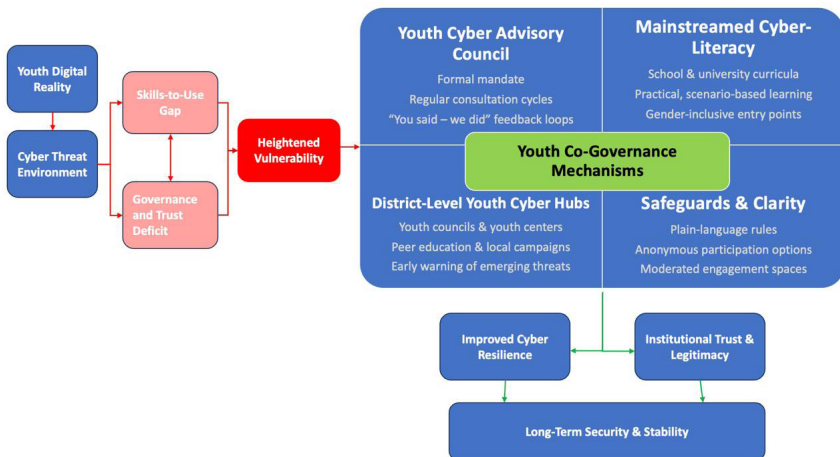 Youth Digital
Reality
Cyber Threat
Environment
Skills-to-Use
Gap
Governance
and Trust
Deficit
Heightened
Vulnerability
Youth Cyber Advisory
Council
Formal mandate
Regular consultation cycles
“You said – we did” feedback loops
Mainstreamed Cyber-
Literacy
School & university curricula
Practical, scenario-based learning
Gender-inclusive entry points
Youth Co-Governance
Mechanisms
District-Level Youth Cyber Hubs
Youth councils & youth centers
Peer education & local campaigns
Early warning of emerging threats
Safeguards & Clarity
Plain-language rules
Anonymous participation options
Moderated engagement spaces
Improved Cyber
Resilience
Institutional Trust &
Legitimacy
Long-Term Security & Stability